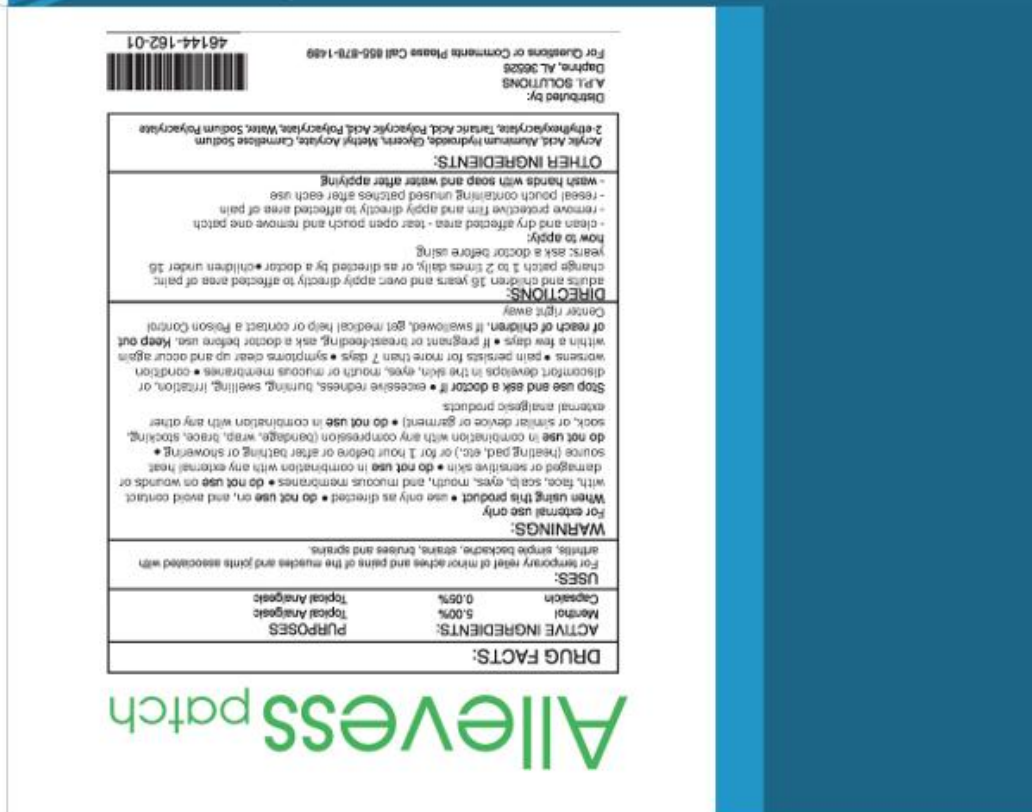 Allevess patch
DRUG FACTS:
ACTIVE INGREDIENTS: PURPOSES
Menthol 5.00% Topical Analgesic
Capsaicin 0.05% Topical Analgesic
USES:
For temporary relief of minor aches and pains of the muscles and joints associated with
arthritis, simple backache, strains, bruises and sprains.
WARNINGS:
For external use only
When using this product • use only as directed • do not use on, and avoid contact
with, face, scalp, eyes, mouth, and mucous membranes • do not use on wounds or
damaged or sensitive skin • do not use in combination with any external heat
source (heating pad, etc) or for 1 hour before or after bathing or showering •
do not use in combination with any compression (bandage, wrap, brace, stocking,
sock, or similar device or garment) • do not use in combination with any other
external analgesic products
Stop use and ask a doctor if • excessive redness, burning, swelling, irritation, or
discomfort develops in the skin, eyes, mouth or mucous membranes • condition
worsens • pain persists for more than 7 days • symptoms clear up and occur again
within a few days • If pregnant or breast-feeding, ask a doctor before use. Keep out
of reach of children. If swallowed, get medical help or contact a Poison Control
Center right away
DIRECTIONS:
adults and children 16 years and over: apply directly to affected area of pain;
change patch 1 to 2 times daily, or as directed by a doctor •children under 16
years: ask a doctor before using
how to apply:
- clean and dry affected area - tear open pouch and remove one patch
- remove protective film and apply directly to affected area of pain
- reseal pouch containing unused patches after each use
- wash hands with soap and water after applying
OTHER INGREDIENTS:
Acrylic Acid, Aluminum Hydroxide, Glycerin, Methyl Acrylate, Carmellose Sodium
2-ethylhexylacrylate, Tartaric Acid, Polyacrylic Acid, Polyacrylate, Water, Sodium Polyacrylate
Distributed by:
A.P.I. SOLUTIONS
Daphne, AL 36526
For Questions or Comments Please Call 855-878-1489
46144-162-01